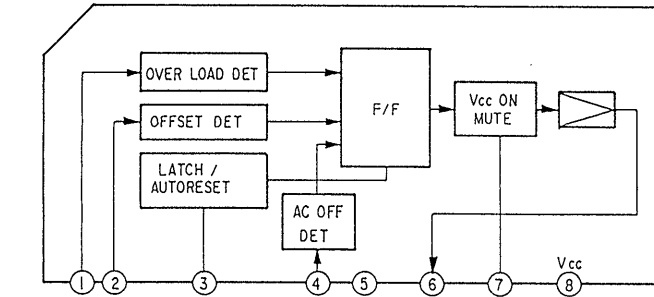 OVER LOAD DET
OFFSET DET
LATCH /
AUTORESET
AC OFF
DET
F/F
Vcc ON
MUTE
Vcc
1 2 3 4 5 6 7 8